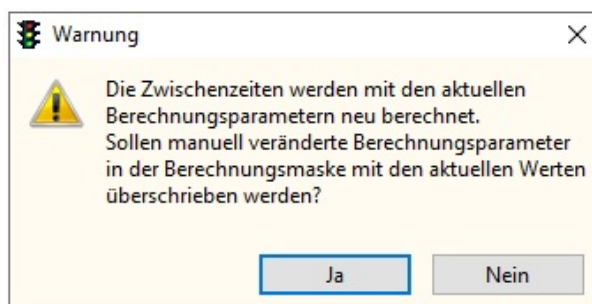 Warnung
Die Zwischenzeiten werden mit den aktuellen
Berechnungsparametern neu berechnet.
Sollen manuell veränderte Berechnungsparameter
in der Berechnungsmaske mit den aktuellen Werten
überschrieben werden?
Ja
Nein